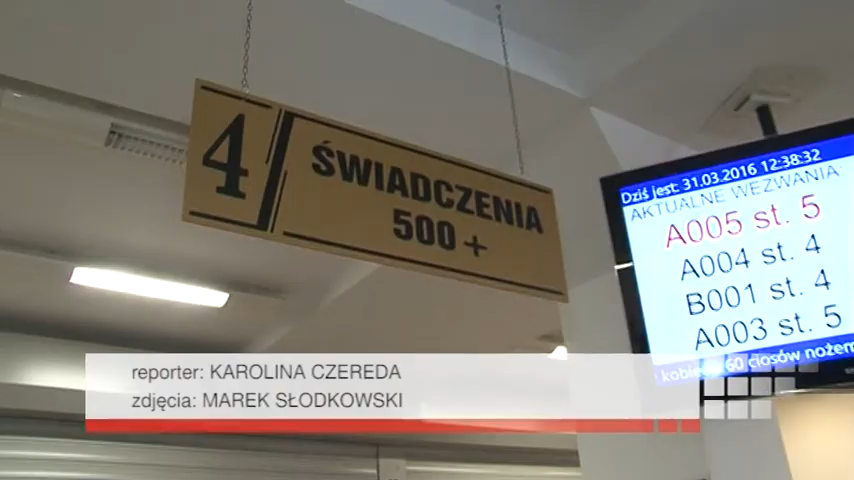 4
ŚWIADCZENIA
500+
Dziś jest: 31.03.2016 12:38:32
AKTUALNE WEZWANIA:
A005 st. 5
A004 st. 4
B001 st. 4
A003 st. 5
60 ciosów nożem
reporter: KAROLINA CZEREDA
zdjęcia: MAREK SŁODKOWSKI